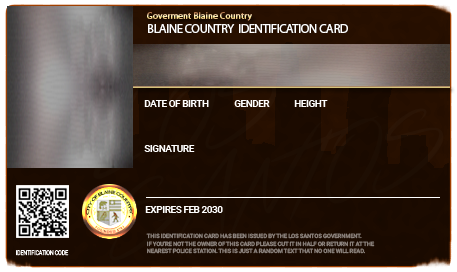 Goverment Blaine Country
BLAINE COUNTRY IDENTIFICATION CARD
DATE OF BIRTH GENDER HEIGHT
SIGNATURE
CITY OF BLAINE COUNTRY
EXPIRES FEB 2030
IDENTIFICATION CODE
THIS IDENTIFICATION CARD HAS BEEN ISSUED BY THE LOS SANTOS GOVERNMENT.
IF YOU'RE NOT THE OWNER OF THIS CARD PLEASE CUT IT IN HALF OR RETURN IT AT THE
NEAREST POLICE STATION. THIS IS JUST A RANDOM TEXT THAT NO ONE WILL READ.